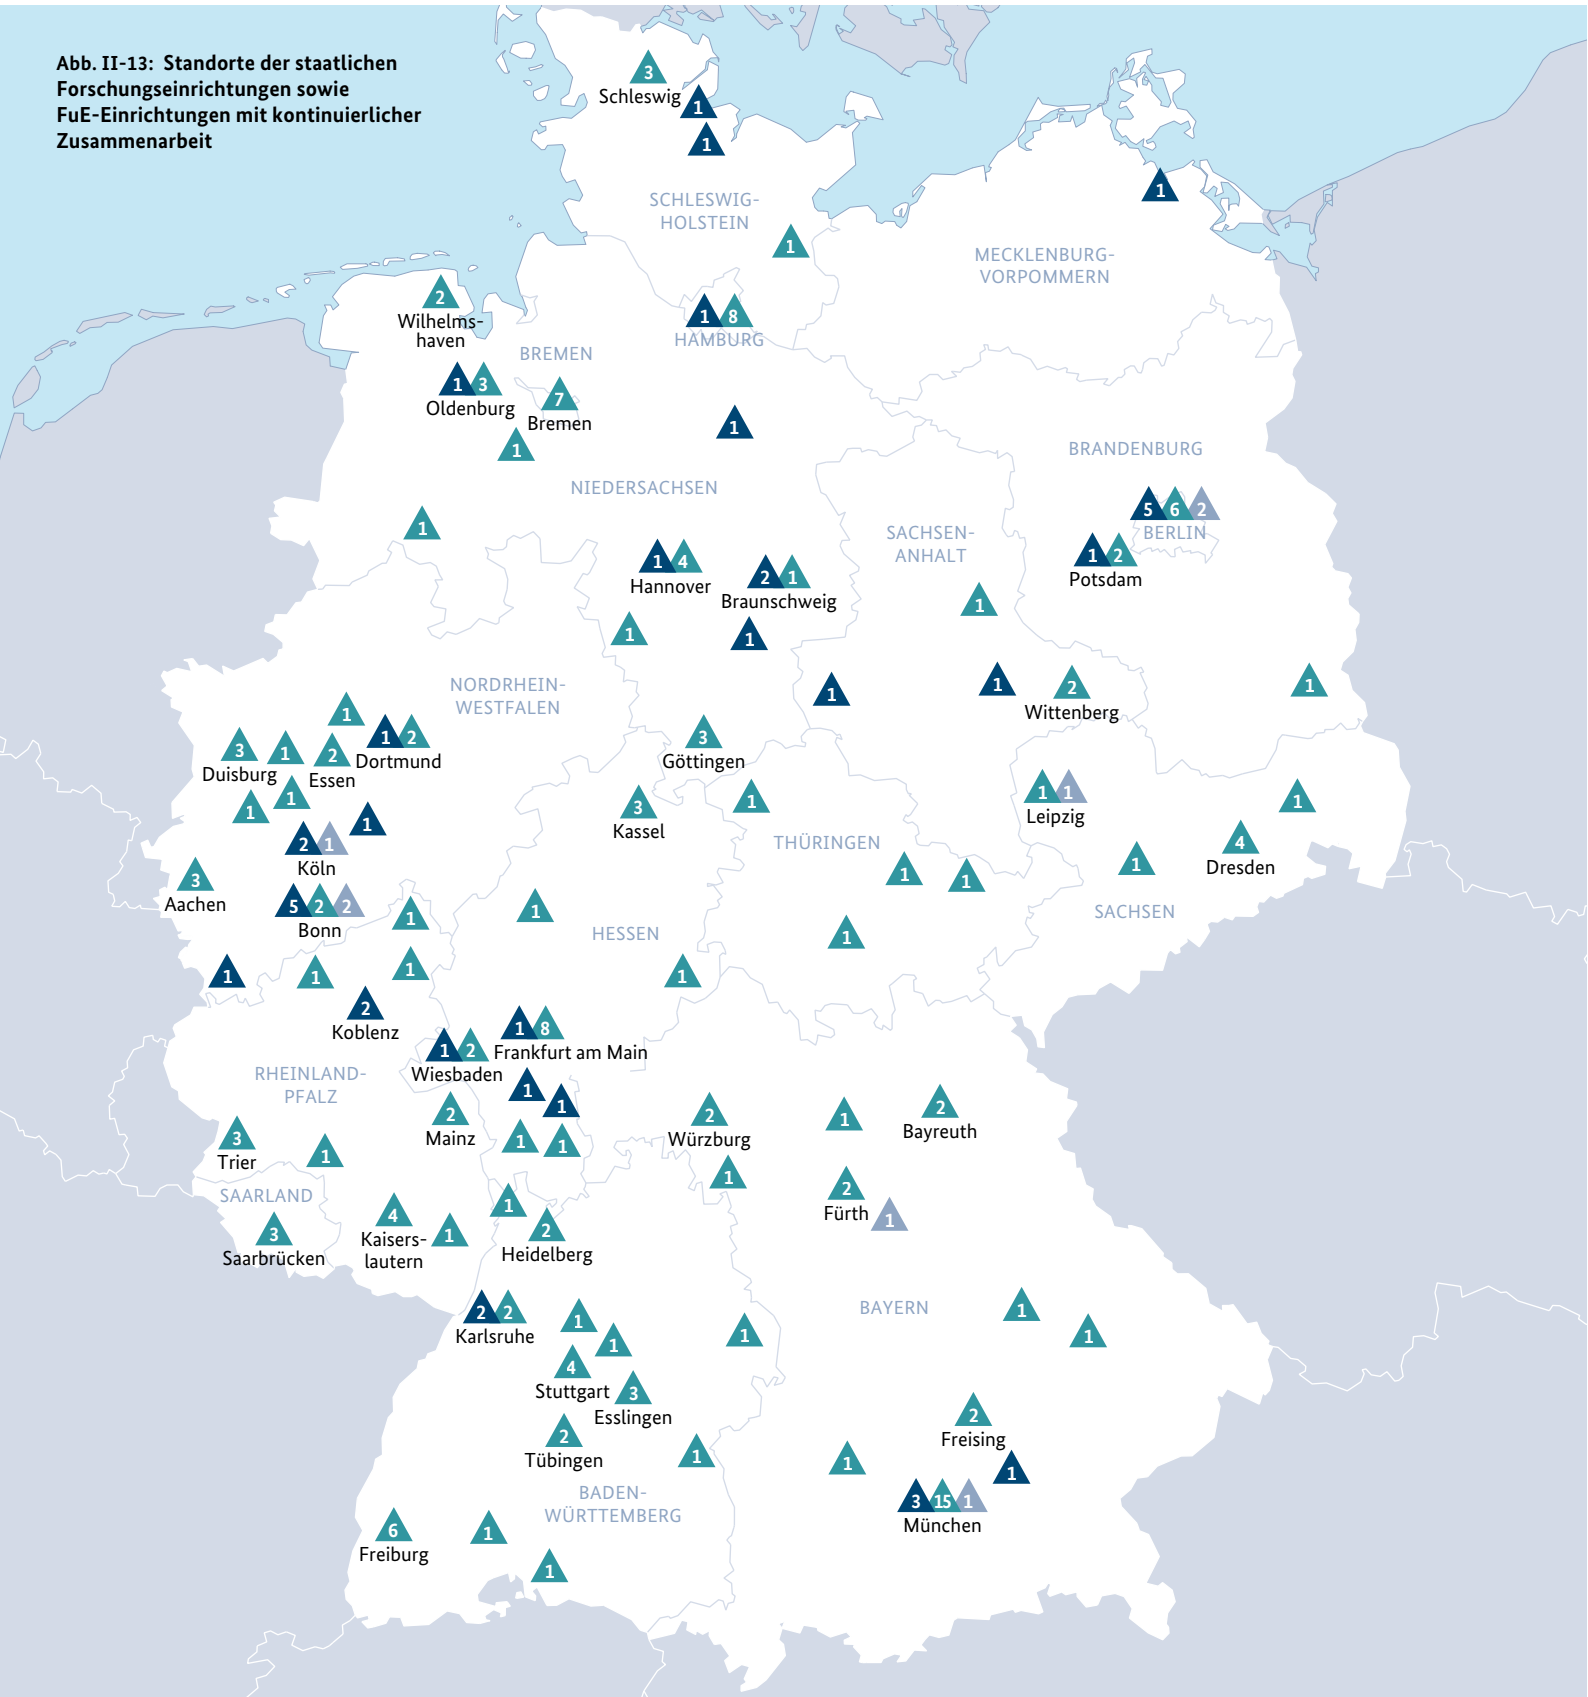 Abb. II-13: Standorte der staatlichen
Forschungseinrichtungen sowie
FuE-Einrichtungen mit kontinuierlicher
Zusammenarbeit
3
Schleswig
1
1
1
SCHLESWIG-
HOLSTEIN
1
MECKLENBURG-
VORPOMMERN
2
Wilhelms-
haven
1 8
HAMBURG
BREMEN
1 3
Oldenburg
7
Bremen
1
1
BRANDENBURG
NIEDERSACHSEN
5 6 2
BERLIN
1
SACHSEN-
ANHALT
1 2
Potsdam
1 4
Hannover
2 1
Braunschweig
1
1
1
NORDRHEIN-
WESTFALEN
1
1
2
Wittenberg
1
1
3
Duisburg
1
2
Essen
1 2
Dortmund
3
Göttingen
1
1
1
3
Kassel
1
1 1
Leipzig
1
2 1
Köln
1
THÜRINGEN
4
Dresden
3
Aachen
1
1
1
5 2 2
Bonn
1
1
HESSEN
1
SACHSEN
1
1
1
1
2
Koblenz
1 8
Frankfurt am Main
1 2
Wiesbaden
RHEINLAND-
PFALZ
1
1
2
Mainz
2
Würzburg
1
2
Bayreuth
3
Trier
1
1
1
1
SAARLAND
3
Saarbrücken
4
Kaisers-
lautern
1
1
2
Heidelberg
2
Fürth
1
2 2
Karlsruhe
1
1
1
BAYERN
1
1
4
Stuttgart
3
Esslingen
2
Freising
2
Tübingen
1
1
1
BADEN-
WÜRTTEMBERG
3 15 1
München
6
Freiburg
1
1